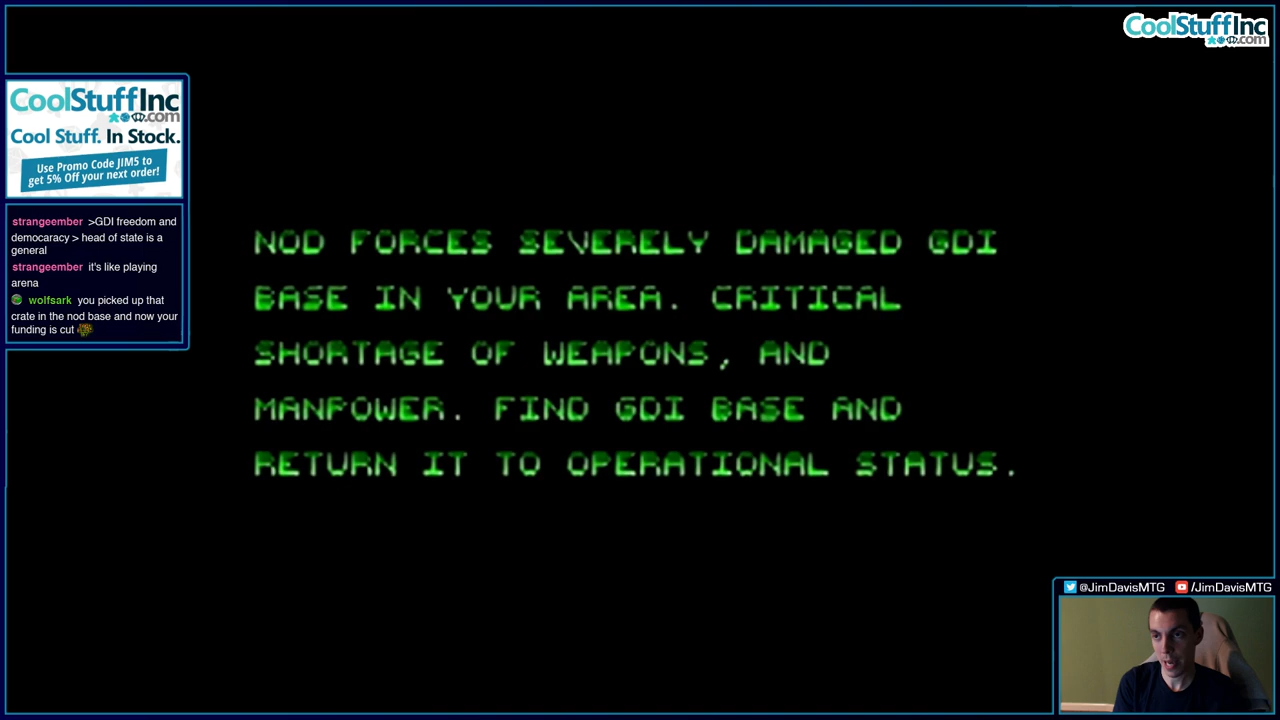 CoolStuffInc
.com
CoolStuffInc
.com
Cool Stuff. In Stock.
Use Promo Code JIM5 to
get 5% Off your next order!
strangeember >GDI freedom and
democaracy > head of state is a
general
strangeember it's like playing
arena
wolfsark you picked up that
crate in the nod base and now your
funding is cut
NOD FORCES SEVERELY DAMAGED GDI
BASE IN YOUR AREA. CRITICAL
SHORTAGE OF WEAPONS, AND
MANPOWER. FIND GDI BASE AND
RETURN IT TO OPERATIONAL STATUS.
@JimDavisMTG /JimDavisMTG